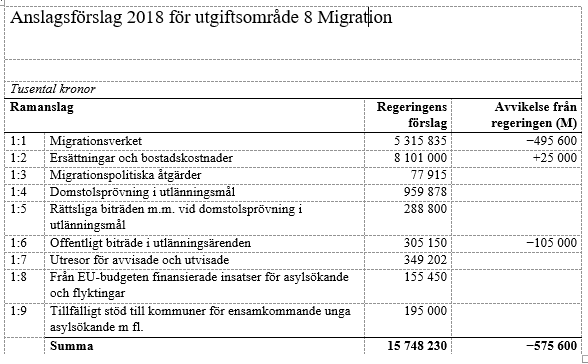 Anslagsförslag 2018 för utgiftsområde 8 Migration
Tusental kronor
Ramanslag Regeringens förslag Avvikelse från regeringen (M)
1:1 Migrationsverket 5 315 835 −495 600
1:2 Ersättningar och bostadskostnader 8 101 000 +25 000
1:3 Migrationspolitiska åtgärder 77 915
1:4 Domstolsprövning i utlänningsmål 959 878
1:5 Rättsliga biträden m.m. vid domstolsprövning i 288 800
utlänningsmål
1:6 Offentligt biträde i utlänningsärenden 305 150 −105 000
1:7 Utresor för avvisade och utvisade 349 202
1:8 Från EU-budgeten finansierade insatser för asylsökande 155 450
och flyktingar
1:9 Tillfälligt stöd till kommuner för ensamkommande unga 195 000
asylsökande m fl.
Summa 15 748 230 −575 600